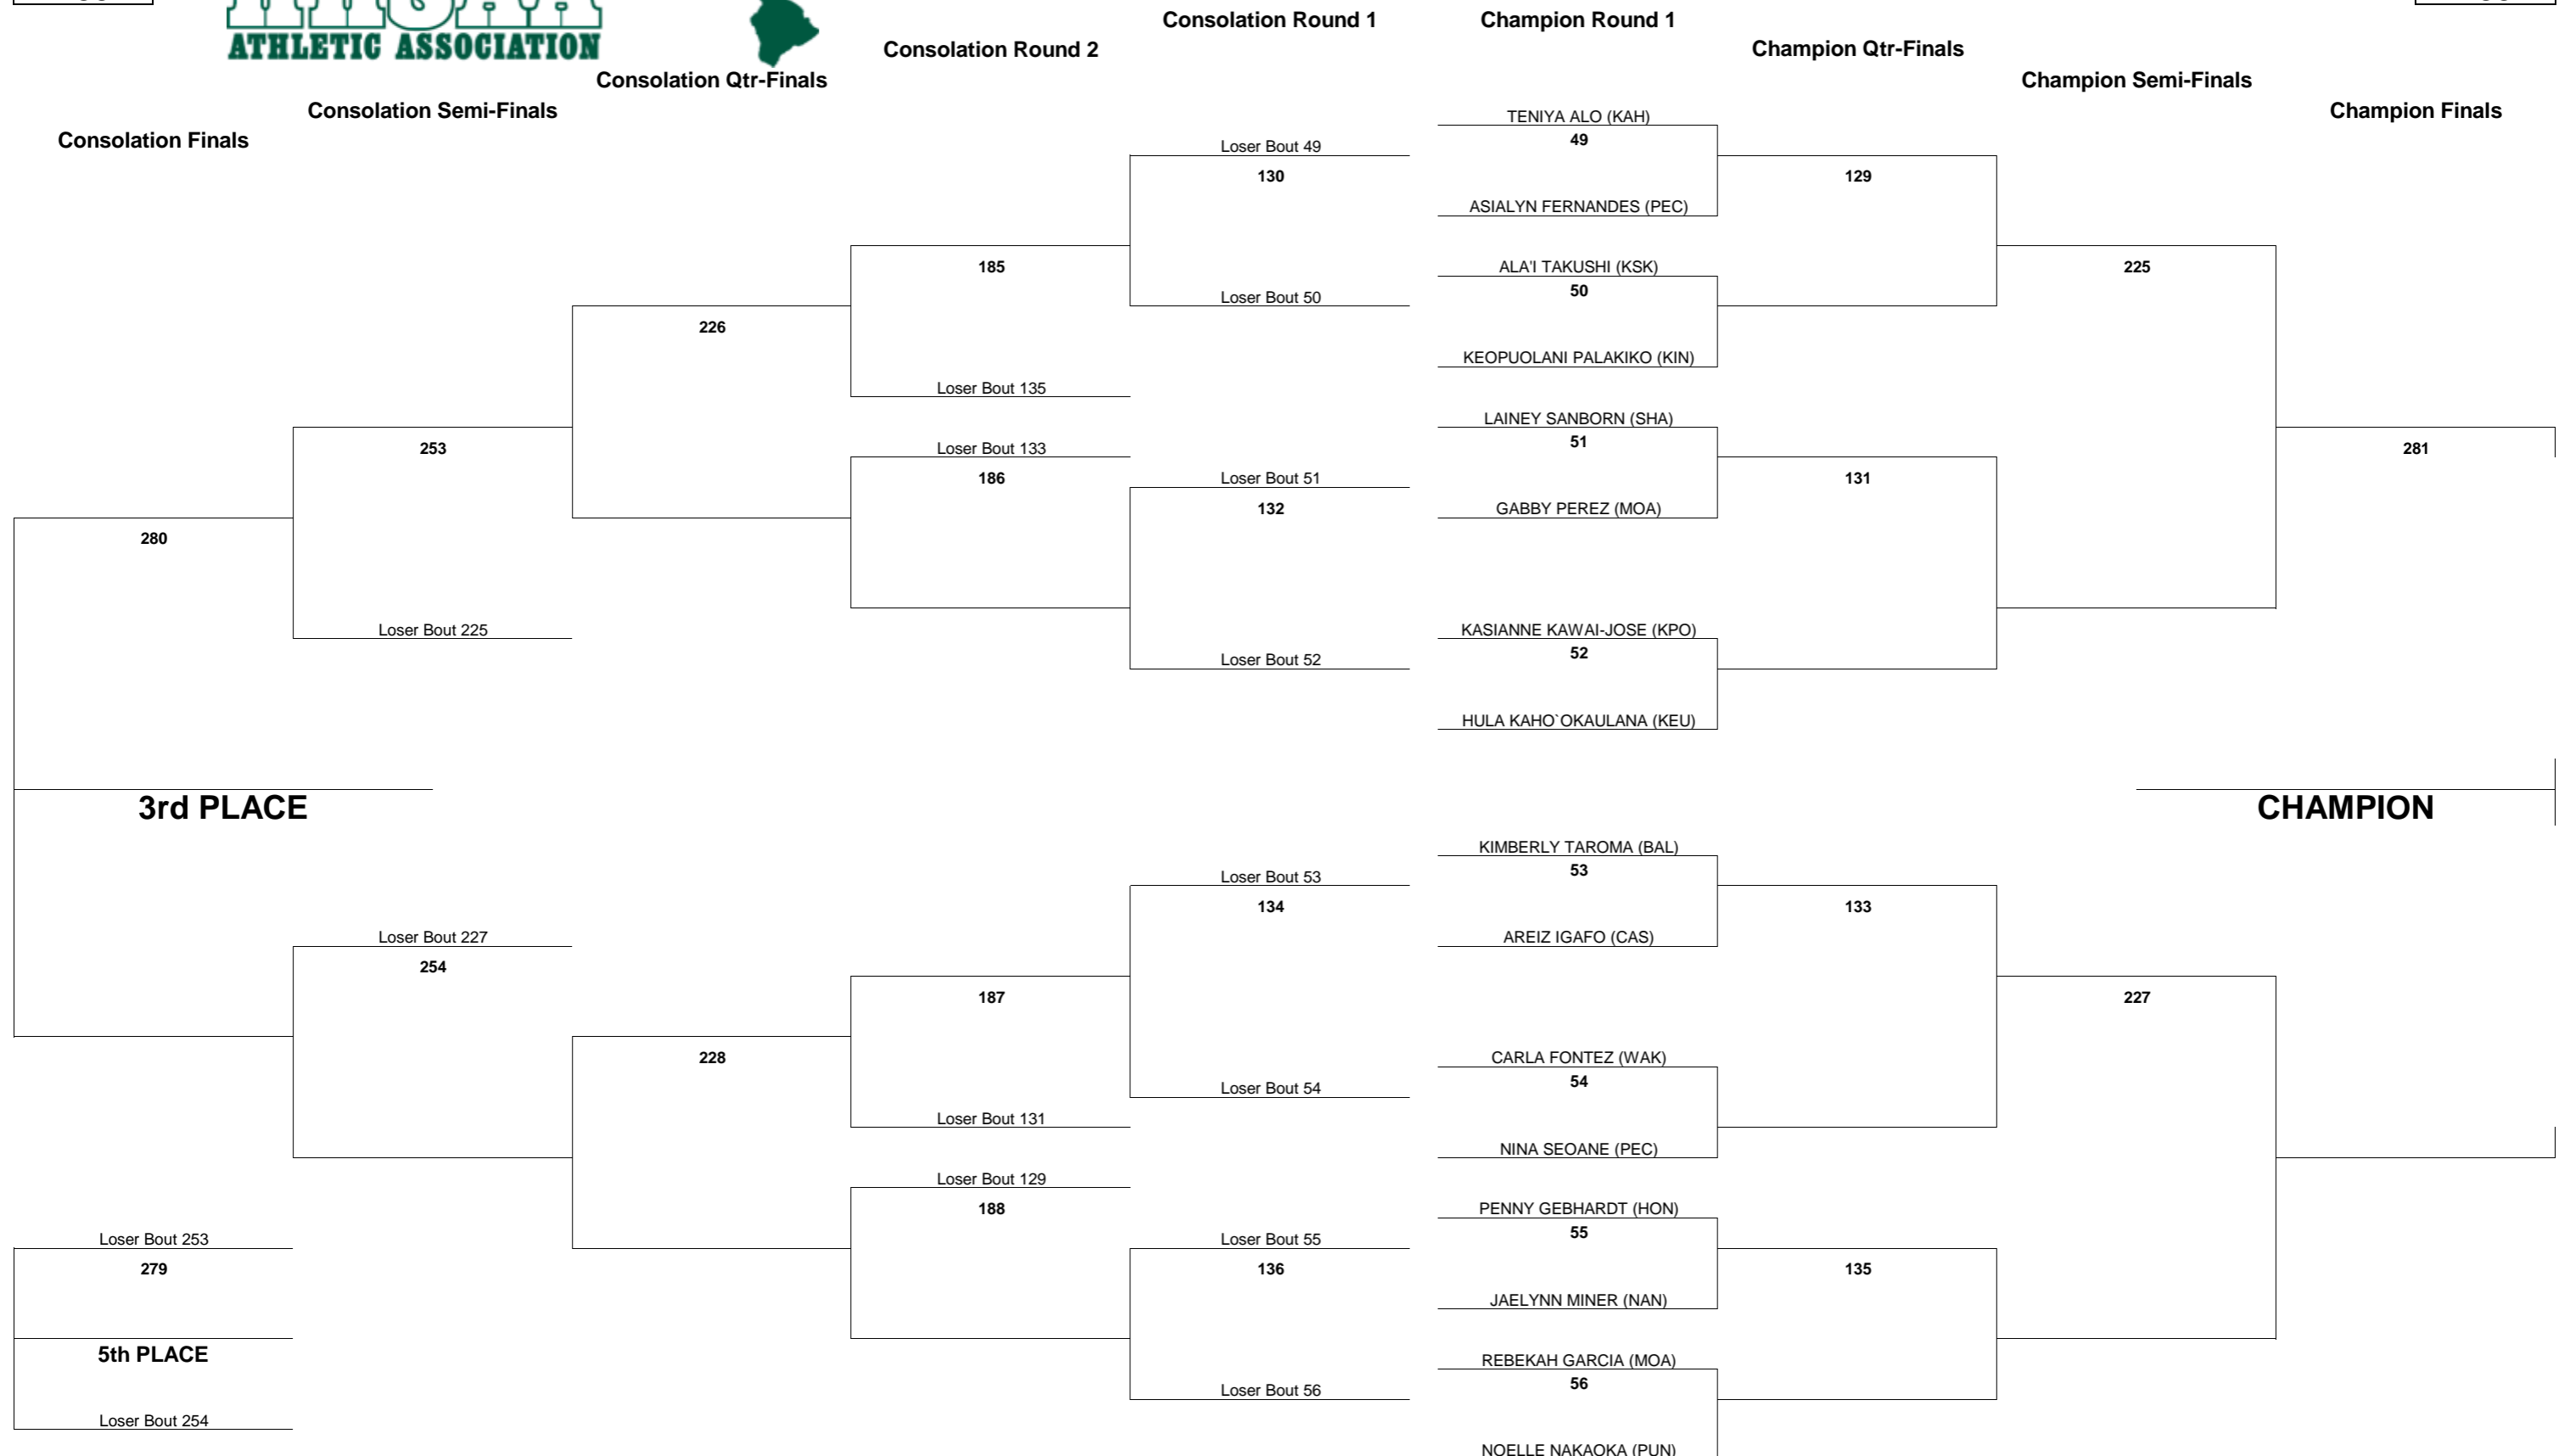 ATHLETIC ASSOCIATION
Consolation Round 1
Champion Round 1
Consolation Round 2
Champion Qtr-Finals
Consolation Qtr-Finals
Champion Semi-Finals
Consolation Semi-Finals
Champion Finals
Consolation Finals
TENIYA ALO (KAH)
49
Loser Bout 49
130
129
ASIALYN FERNANDES (PEC)
185
ALA'I TAKUSHI (KSK)
225
50
Loser Bout 50
226
KEOPUOLANI PALAKIKO (KIN)
Loser Bout 135
LAINEY SANBORN (SHA)
51
253
Loser Bout 133
281
186
Loser Bout 51
131
132
GABBY PEREZ (MOA)
280
Loser Bout 225
KASIANNE KAWAI-JOSE (KPO)
52
Loser Bout 52
HULA KAHO`OKAULANA (KEU)
3rd PLACE
CHAMPION
KIMBERLY TAROMA (BAL)
53
Loser Bout 53
134
133
Loser Bout 227
AREIZ IGAFO (CAS)
254
187
227
228
CARLA FONTEZ (WAK)
54
Loser Bout 54
Loser Bout 131
NINA SEOANE (PEC)
Loser Bout 129
188
PENNY GEBHARDT (HON)
55
Loser Bout 253
Loser Bout 55
279
136
135
JAELYNN MINER (NAN)
5th PLACE
REBEKAH GARCIA (MOA)
56
Loser Bout 56
Loser Bout 254
NOELLE NAKAOKA (PUN)